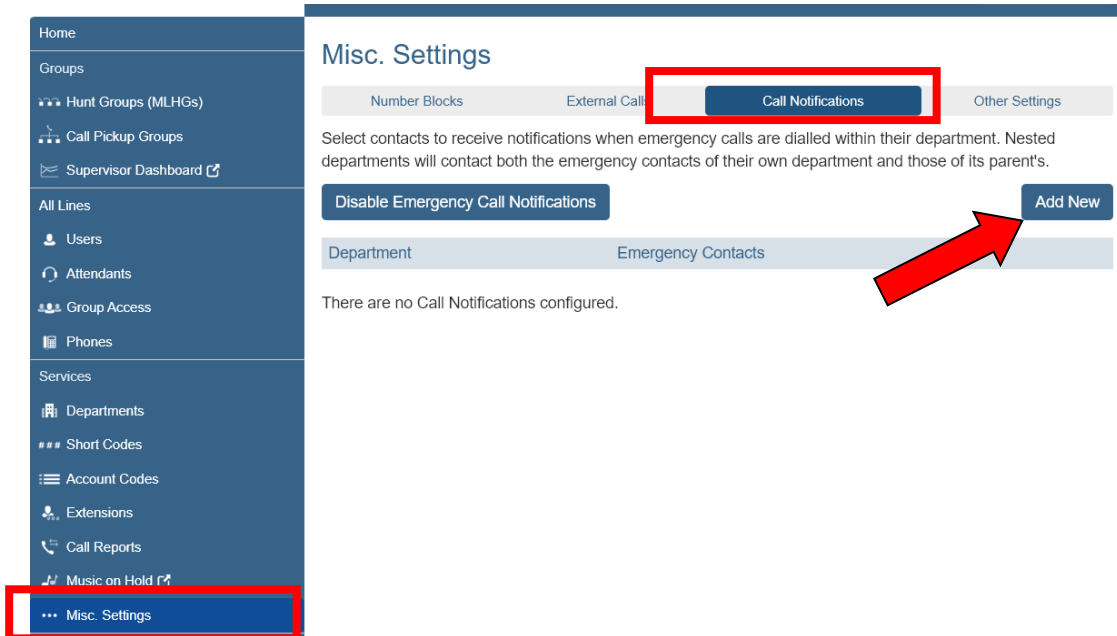 Home
Groups
Hunt Groups (MLHGs)
Call Pickup Groups
Supervisor Dashboard
All Lines
Users
Attendants
Group Access
Phones
Services
Departments
### Short Codes
Account Codes
Extensions
Call Reports
Music on Hold
Misc. Settings
Misc. Settings
Number Blocks External Calls Call Notifications Other Settings
Select contacts to receive notifications when emergency calls are dialled within their department. Nested
departments will contact both the emergency contacts of their own department and those of its parent's.
Disable Emergency Call Notifications Add New
Department Emergency Contacts
There are no Call Notifications configured.